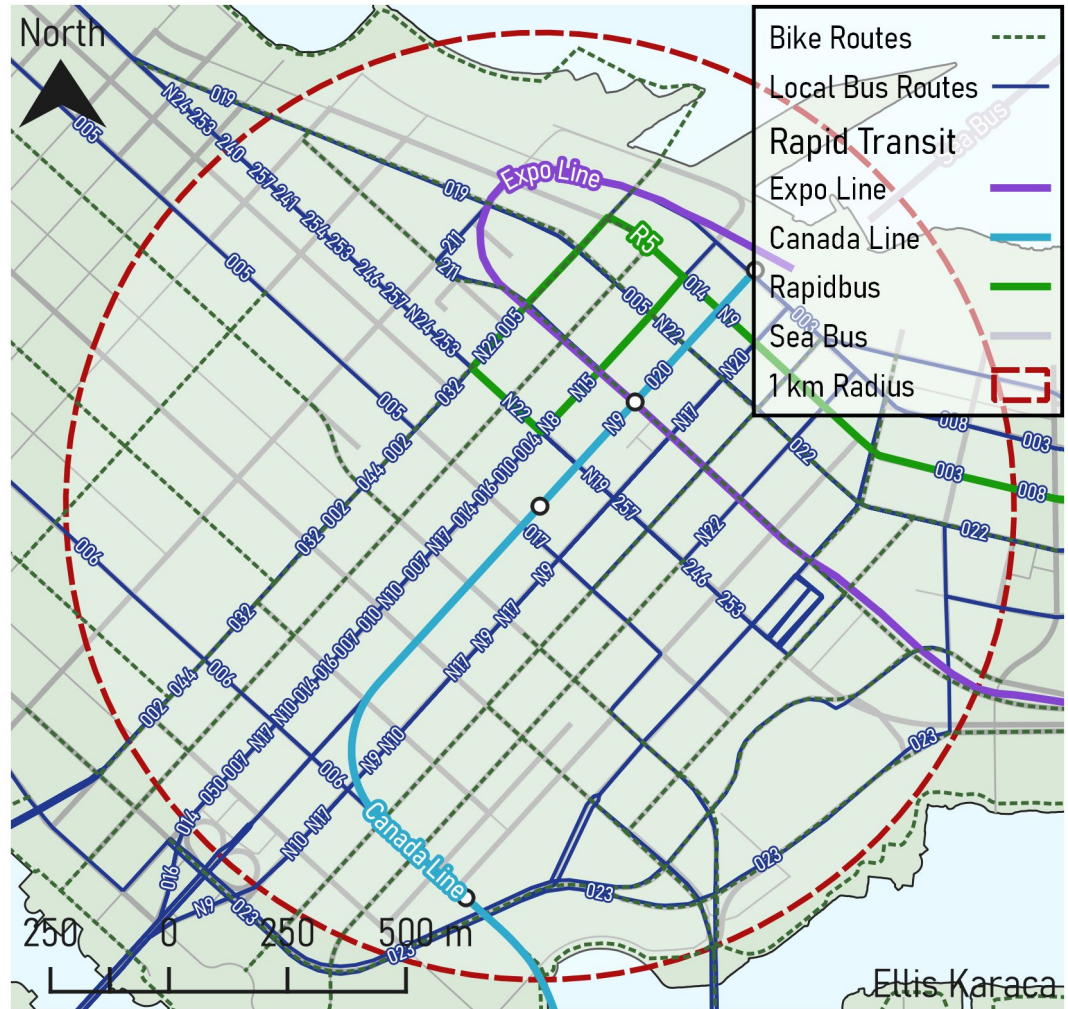 North
Bike Routes
Local Bus Routes
Rapid Transit
Expo Line
Canada Line
Rapidbus
Sea Bus
1 km Radius
Sea Bus
005
019
N24-253
240
257-241
254-253
246-257-N24-253
019
Expo Line
211
211
R5
005
014
N9
N22
003
005
N22-005
032
020
N20
N15
N22
N8
N9
N17
005
008
003
022
003
008
022
044
002
032-002
N17-014-016-010-004
N19
257
N22
246
253
017
N9
006
032
N10-014-016-007-010-N10-007
N17-N9-N17
006
002-044
014-050-007-N17
N9-N10
006
N10-N17
Canada Line
016
N9
023
023
023
023
023
250
0
250
500 m
Ellis Karaca